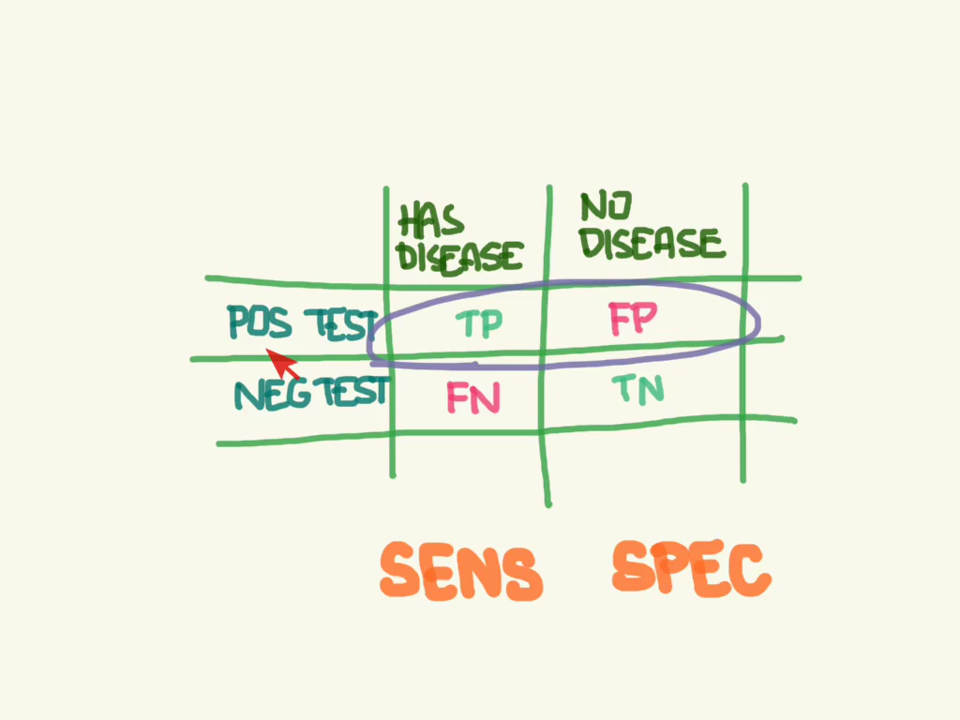 HAS
DISEASE
NO
DISEASE
POS TEST
TP
FP
NEG TEST
FN
TN
SENS
SPEC